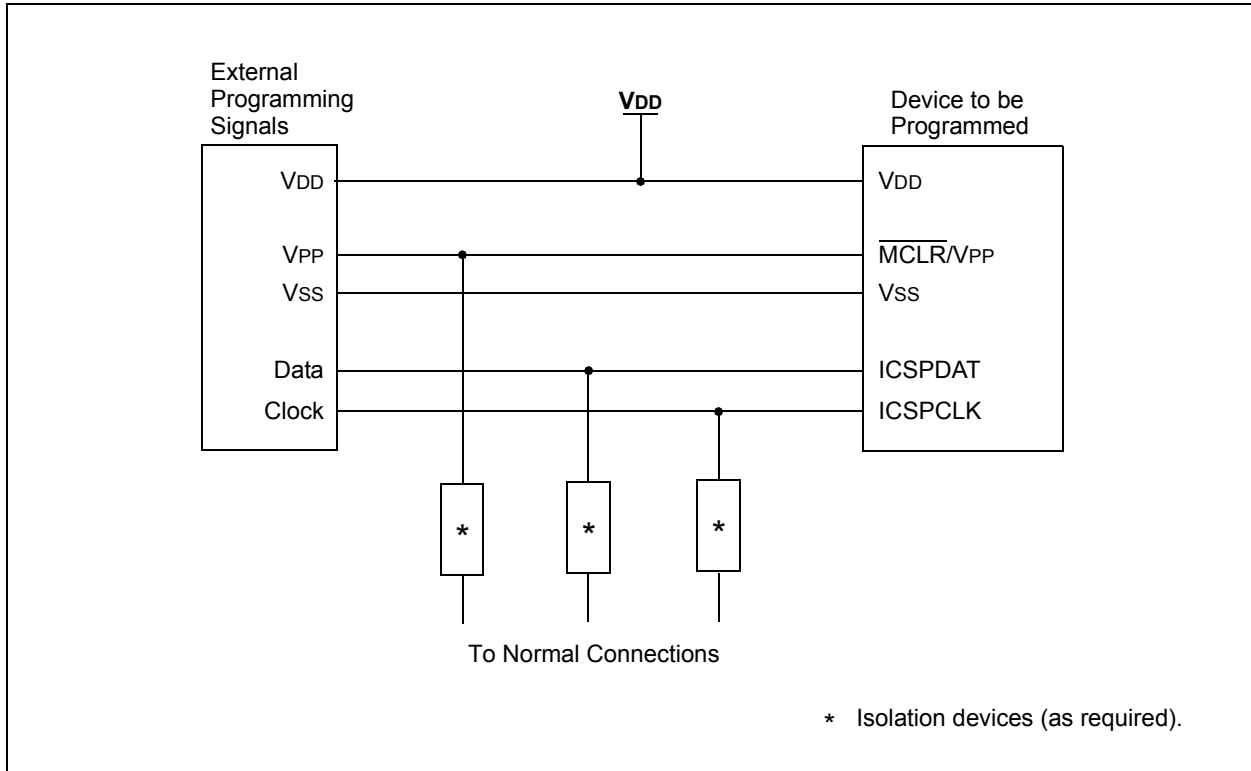 External
Programming
Signals
VDD
Device to be
Programmed
VDD
VDD
VPP
MCLR/VPP
VSS
VSS
Data
ICSPDAT
Clock
ICSPCLK
*
*
*
To Normal Connections
* Isolation devices (as required).